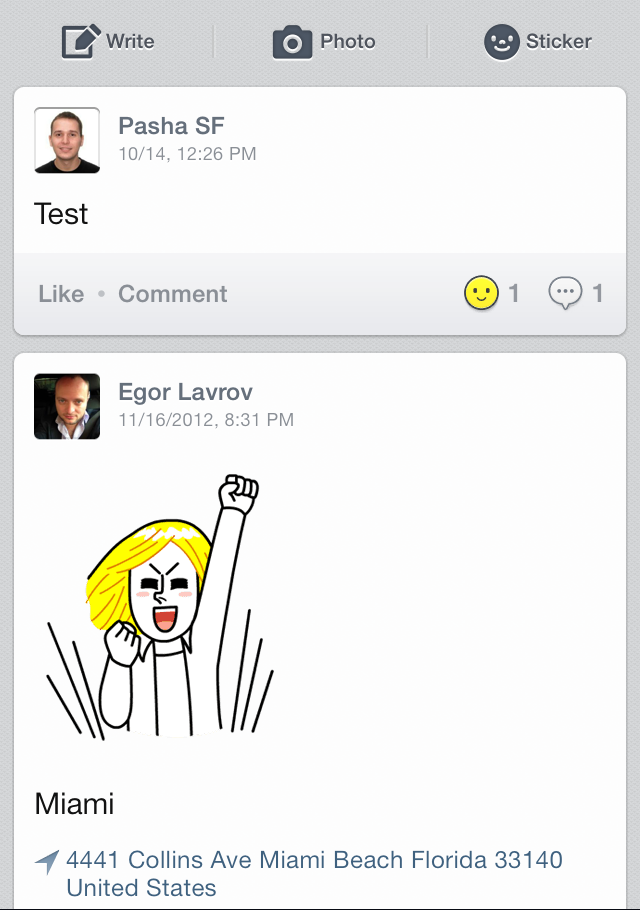 Write
Photo
Sticker
Pasha SF
10/14, 12:26 PM
Test
Like • Comment
1
1
Egor Lavrov
11/16/2012, 8:31 PM
Miami
4441 Collins Ave Miami Beach Florida 33140
United States